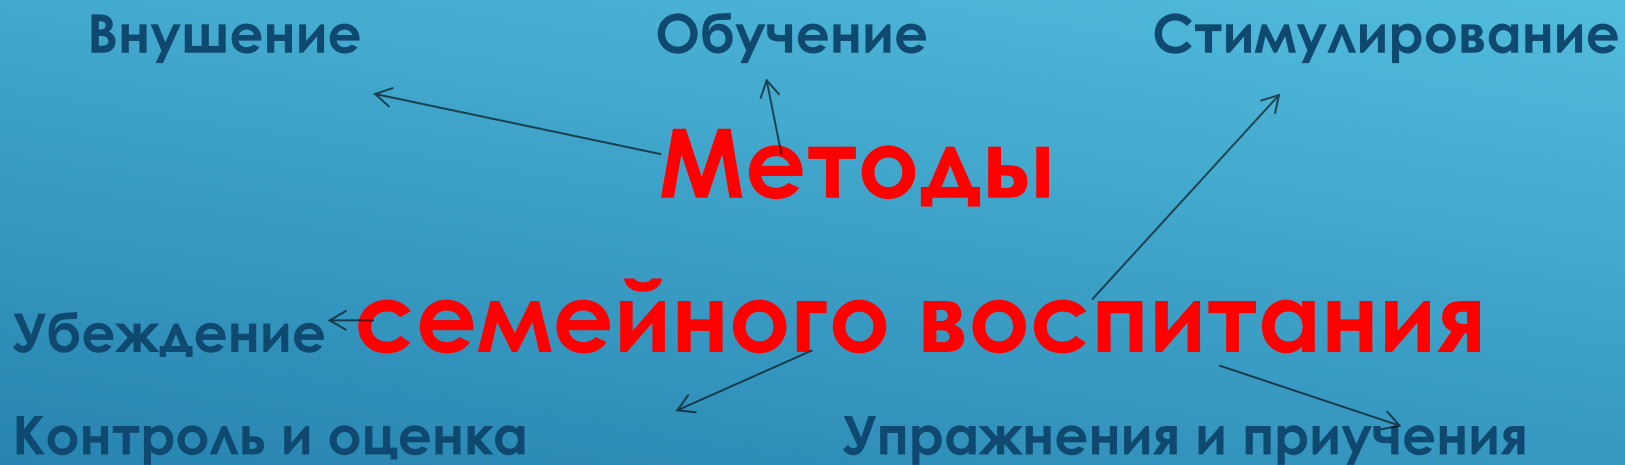 Внушение Обучение Стимулирование
Методы
семейного воспитания
Убеждение
Контроль и оценка Упражнения и приучения